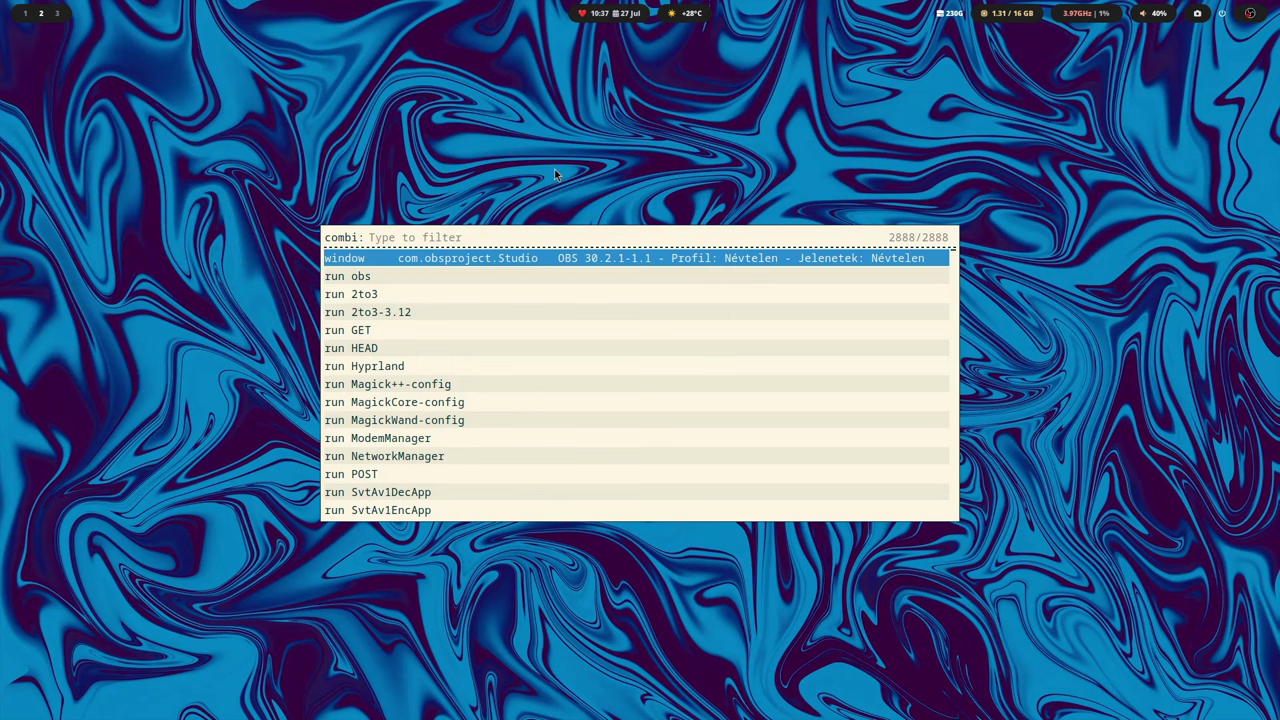 1 2 3
10:37 27 Jul
+28°C
230G
1.31 / 16 GB
3.97GHz | 1%
40%
combi: Type to filter 2888/2888
window com.obsproject.Studio OBS 30.2.1-1.1 - Profil: Névtelen - Jelenetek: Névtelen
run obs
run 2to3
run 2to3-3.12
run GET
run HEAD
run Hyprland
run Magick++-config
run MagickCore-config
run MagickWand-config
run ModemManager
run NetworkManager
run POST
run SvtAv1DecApp
run SvtAv1EncApp